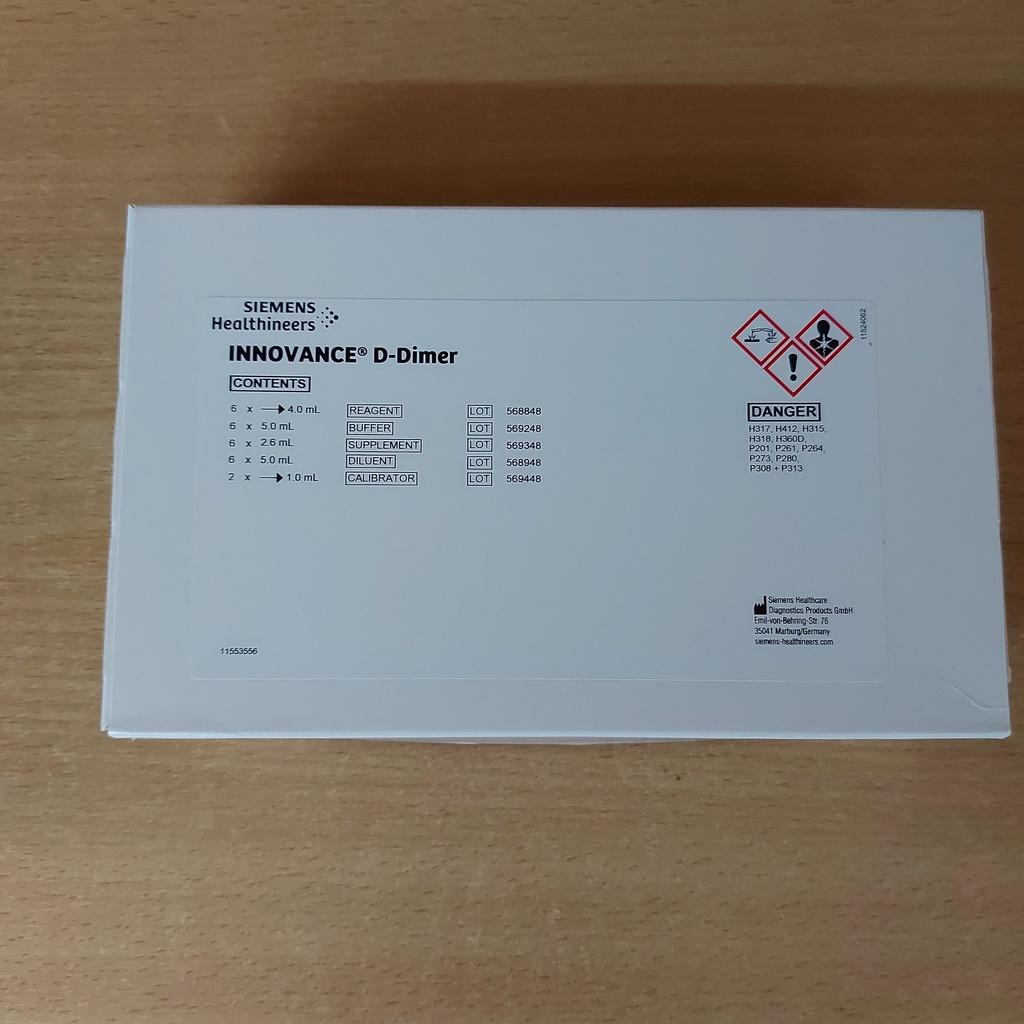 SIEMENS
Healthineers
INNOVANCE® D-Dimer
CONTENTS
6 x → 4.0 mL REAGENT LOT 568848
6 x 5.0 mL BUFFER LOT 569248
6 x 2.6 mL SUPPLEMENT LOT 569348
6 x 5.0 mL DILUENT LOT 568948
2 x → 1.0 mL CALIBRATOR LOT 569448
11553556
11524062
DANGER
H317, H412, H315,
H318, H360D,
P201, P261, P264,
P273, P280,
P308 + P313
Siemens Healthcare
Diagnostics Products GmbH
Emil-von-Behring-Str. 76
35041 Marburg/Germany
siemens-healthineers.com